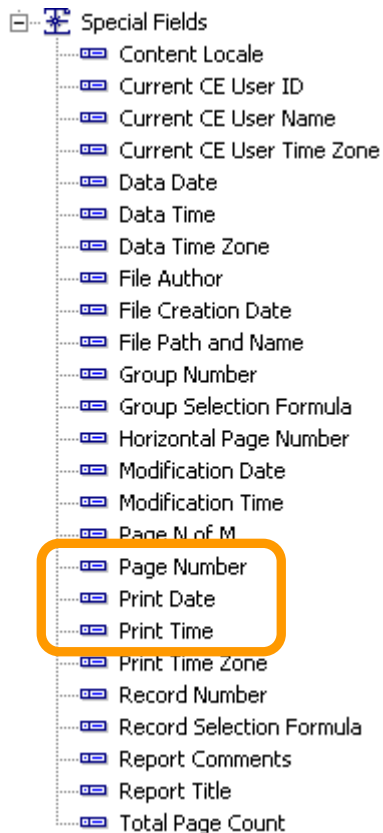 Special Fields
Content Locale
Current CE User ID
Current CE User Name
Current CE User Time Zone
Data Date
Data Time
Data Time Zone
File Author
File Creation Date
File Path and Name
Group Number
Group Selection Formula
Horizontal Page Number
Modification Date
Modification Time
Page N of M
Page Number
Print Date
Print Time
Print Time Zone
Record Number
Record Selection Formula
Report Comments
Report Title
Total Page Count